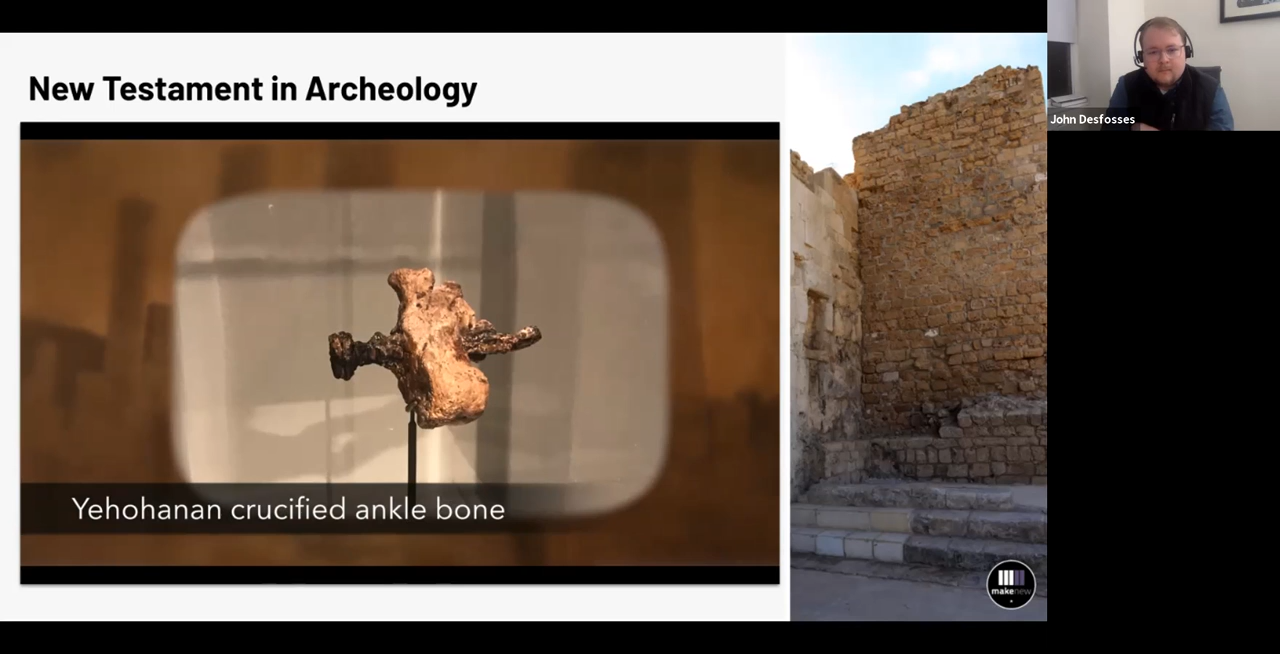 New Testament in Archeology
John Desfosses
Yehohanan crucified ankle bone
makenew